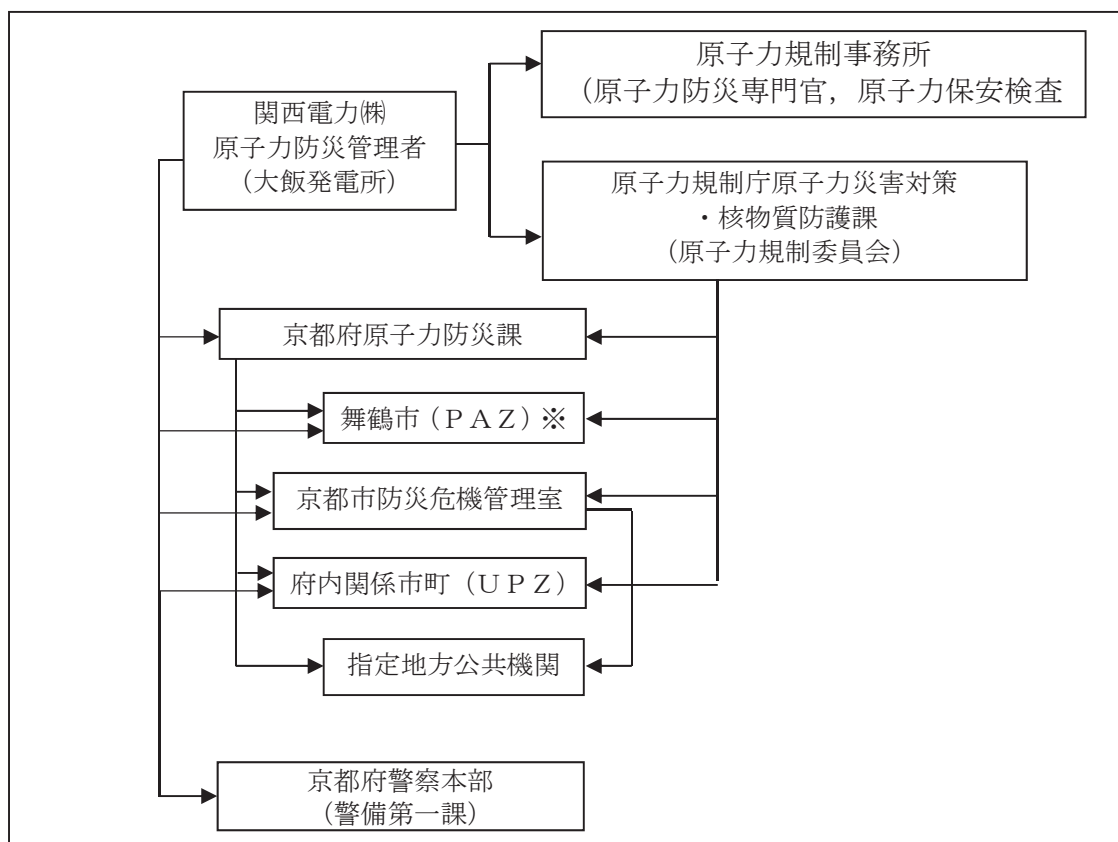 原子力規制事務所
（原子力防災専門官，原子力保安検査
関西電力㈱
原子力防災管理者
（大飯発電所）
原子力規制庁原子力災害対策
・核物質防護課
（原子力規制委員会）
京都府原子力防災課
舞鶴市（ＰＡＺ）※
京都市防災危機管理室
府内関係市町（ＵＰＺ）
指定地方公共機関
京都府警察本部
（警備第一課）